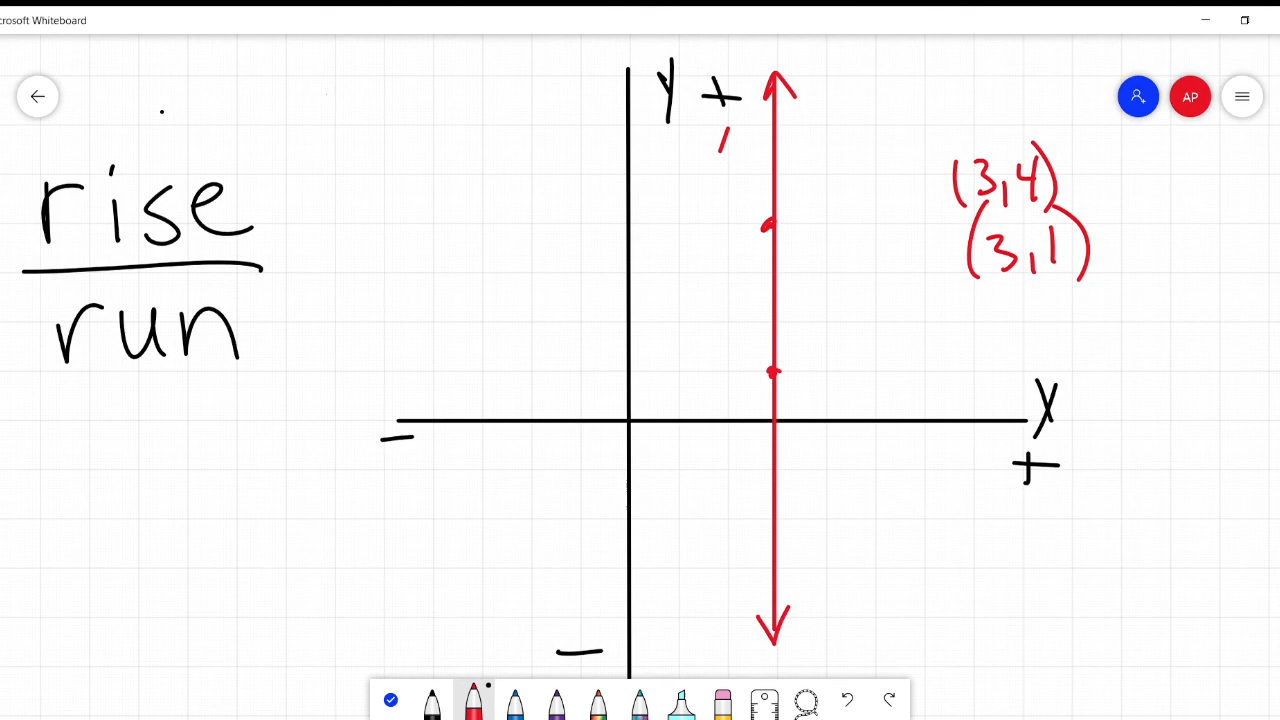 crosoft Whiteboard
AP
y +
(3,4)
(3,1)
rise
run
x
−
+
−